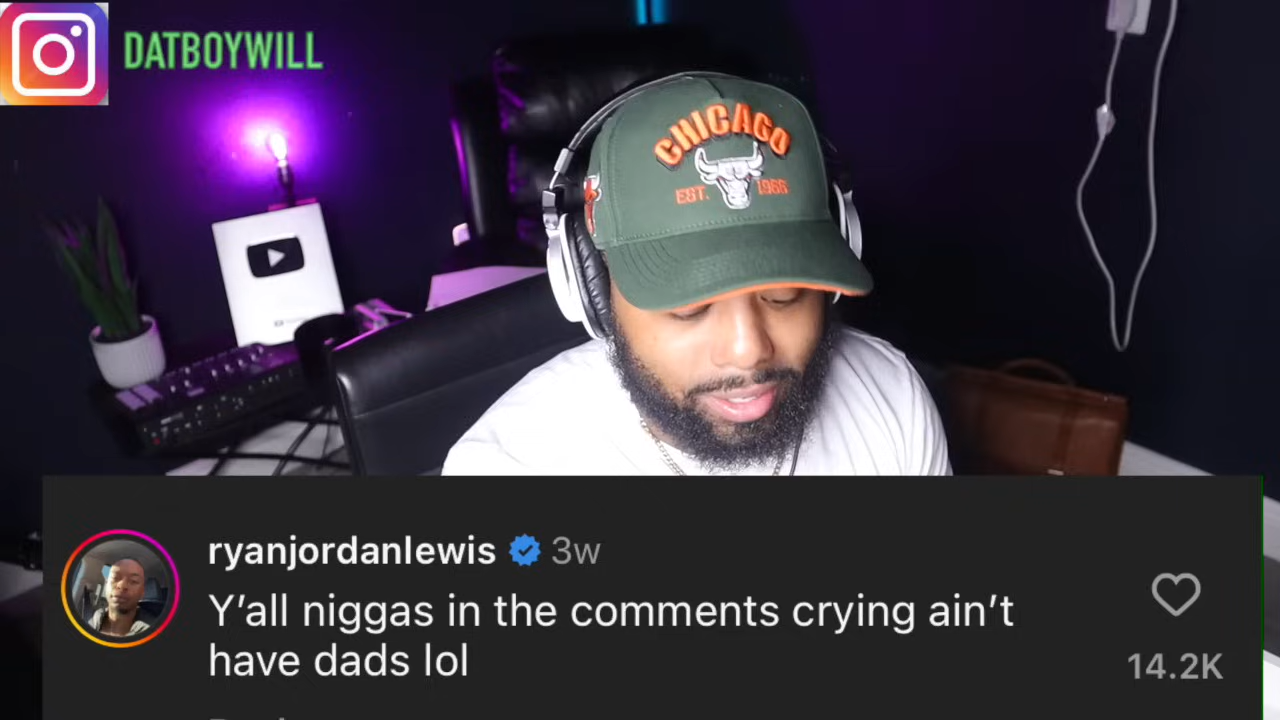 DATBOYWILL
CHICAGO
EST. 1966
ryanjordanlewis 3w
Y'all niggas in the comments crying ain't
have dads lol
14.2K